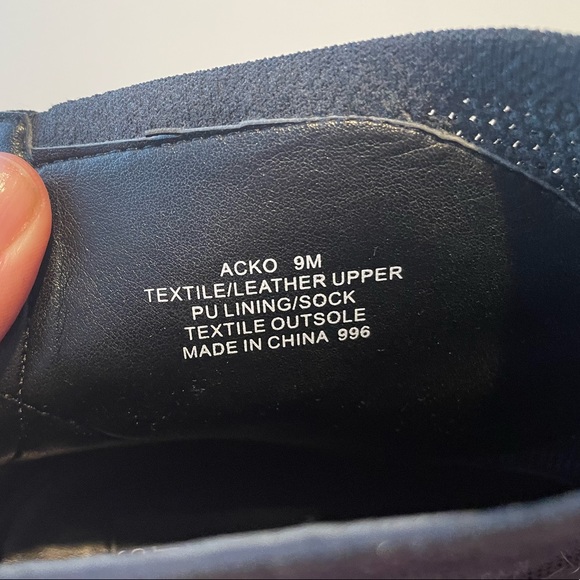 ACKO 9M
TEXTILE/LEATHER UPPER
PU LINING/SOCK
TEXTILE OUTSOLE
MADE IN CHINA 996